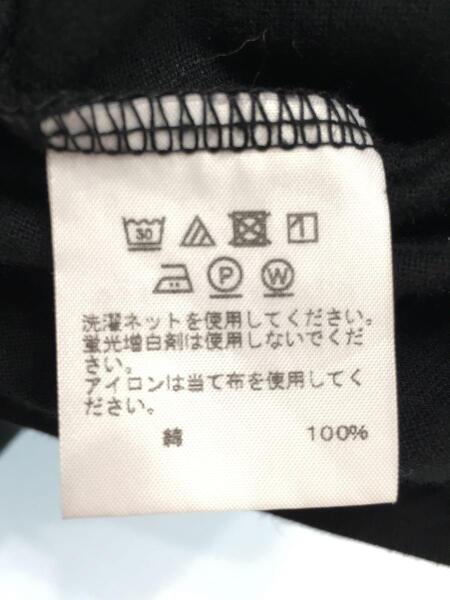 30
P W
洗濯ネットを使用してください。
蛍光増白剤は使用しないでくだ
さい。
アイロンは当て布を使用してく
ださい。
綿 100%